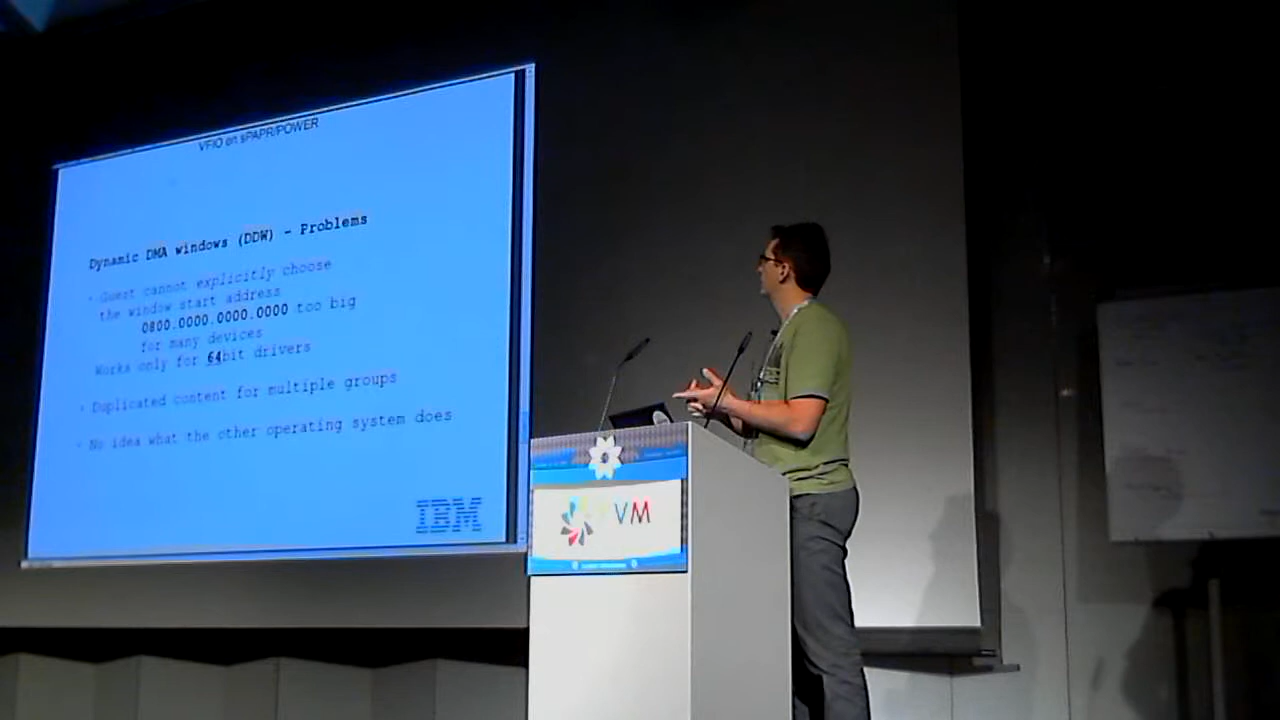 VFIO on sPAPR/POWER
Dynamic DMA windows (DDW) - Problems
Guest cannot explicitly choose
the window start address
0800.0000.0000.0000 too big
for many devices
Works only for 64bit drivers
Duplicated content for multiple groups
No idea what the other operating system does
IBM
VM